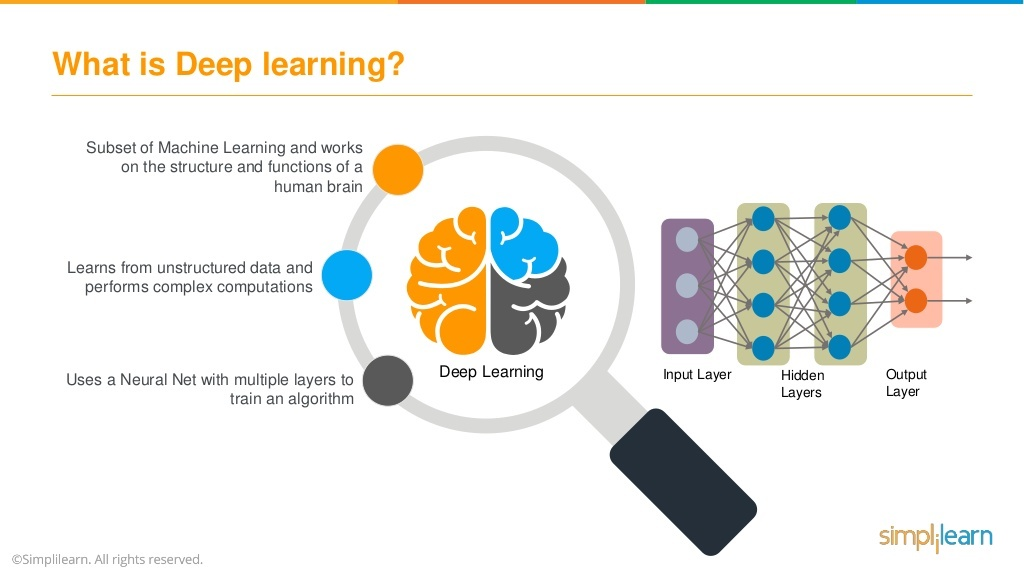 What is Deep learning?
Subset of Machine Learning and works
on the structure and functions of a
human brain
Learns from unstructured data and
performs complex computations
Uses a Neural Net with multiple layers to
train an algorithm
Deep Learning
Input Layer
Hidden
Layers
Output
Layer
©Simplilearn. All rights reserved.
simplilearn